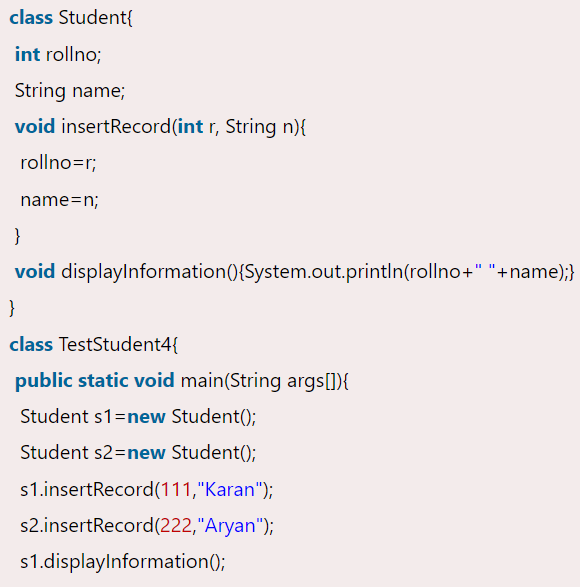 class Student{
int rollno;
String name;
void insertRecord(int r, String n){
rollno=r;
name=n;
}
void displayInformation(){System.out.println(rollno+" "+name);}
}
class TestStudent4{
public static void main(String args[]){
Student s1=new Student();
Student s2=new Student();
s1.insertRecord(111,"Karan");
s2.insertRecord(222,"Aryan");
s1.displayInformation();